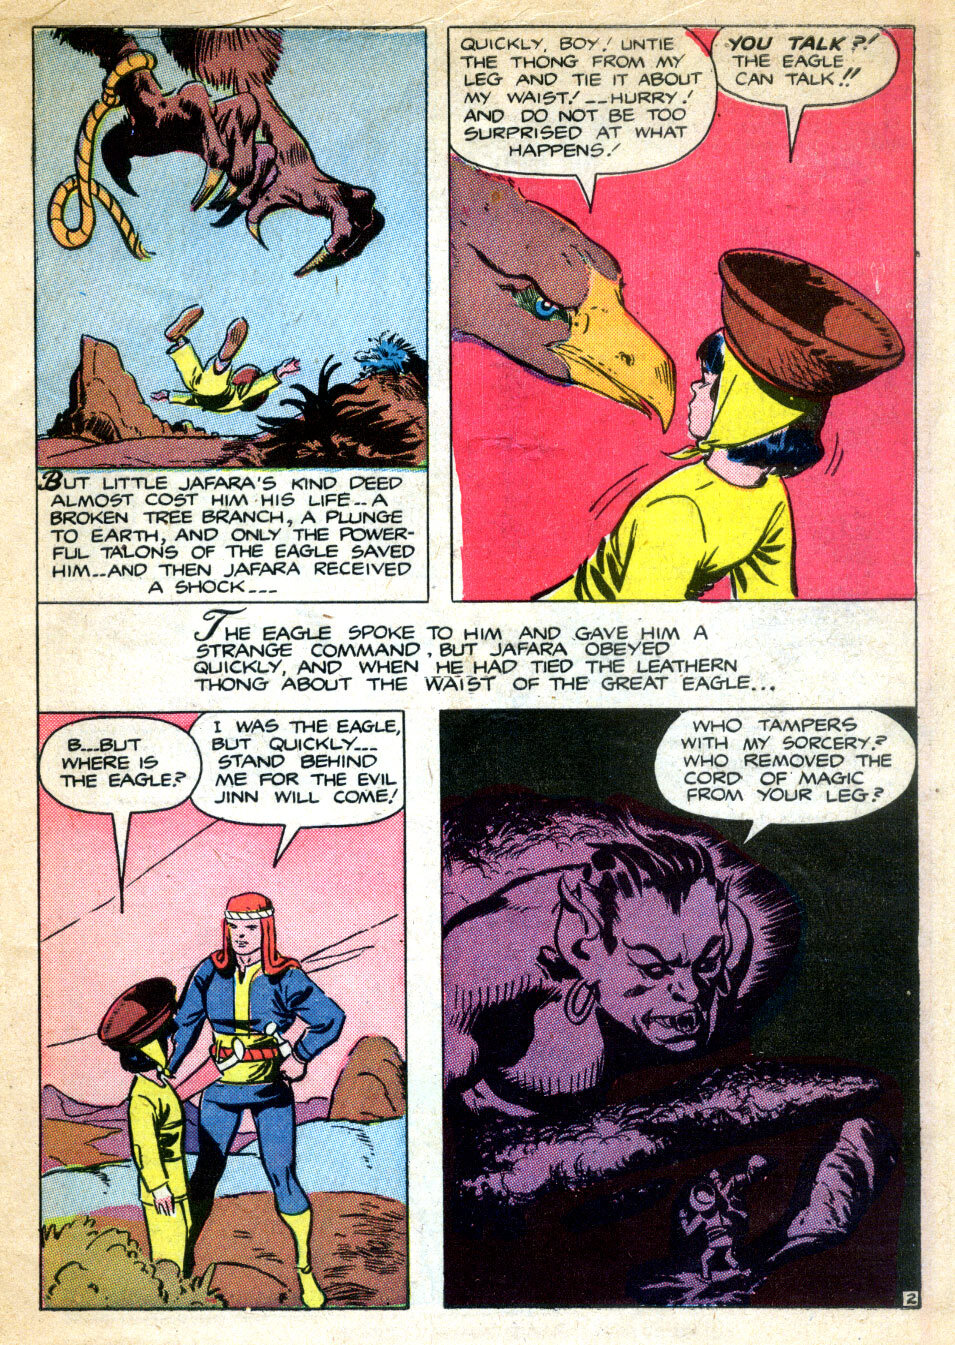 BUT LITTLE JAFARA'S KIND DEED
ALMOST COST HIM HIS LIFE-- A
BROKEN TREE BRANCH, A PLUNGE
TO EARTH, AND ONLY THE POWER-
FUL TALONS OF THE EAGLE SAVED
HIM--AND THEN JAFARA RECEIVED
A SHOCK---
QUICKLY, BOY! UNTIE
THE THONG FROM MY
LEG AND TIE IT ABOUT
MY WAIST! --HURRY!
AND DO NOT BE TOO
SURPRISED AT WHAT
HAPPENS!
YOU TALK?!
THE EAGLE
CAN TALK!!
THE EAGLE SPOKE TO HIM AND GAVE HIM A
STRANGE COMMAND, BUT JAFARA OBEYED
QUICKLY, AND WHEN HE HAD TIED THE LEATHERN
THONG ABOUT THE WAIST OF THE GREAT EAGLE...
B---BUT
WHERE IS
THE EAGLE?
I WAS THE EAGLE,
BUT QUICKLY---
STAND BEHIND
ME FOR THE EVIL
JINN WILL COME!
WHO TAMPERS
WITH MY SORCERY?
WHO REMOVED THE
CORD OF MAGIC
FROM YOUR LEG?
2